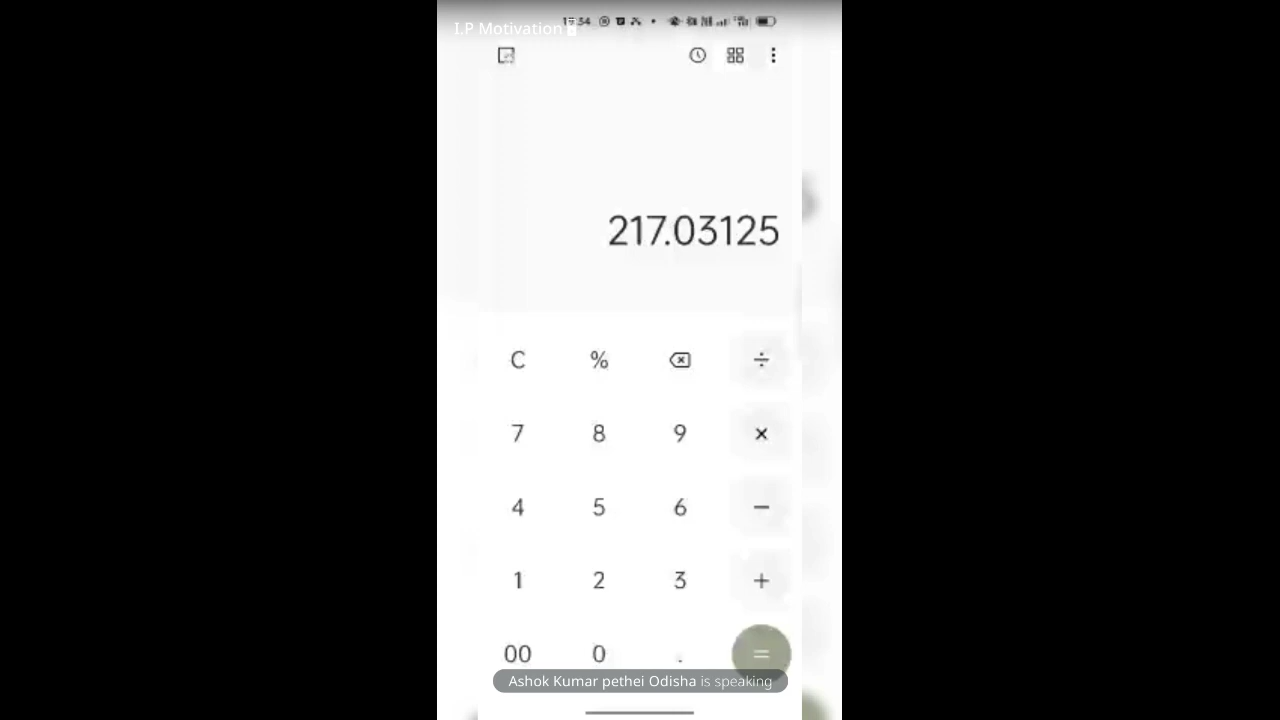 I.P Motivation
217.03125
C % ÷
7 8 9 ×
4 5 6 −
1 2 3 +
00 0 . =
Ashok Kumar pethei Odisha is speaking